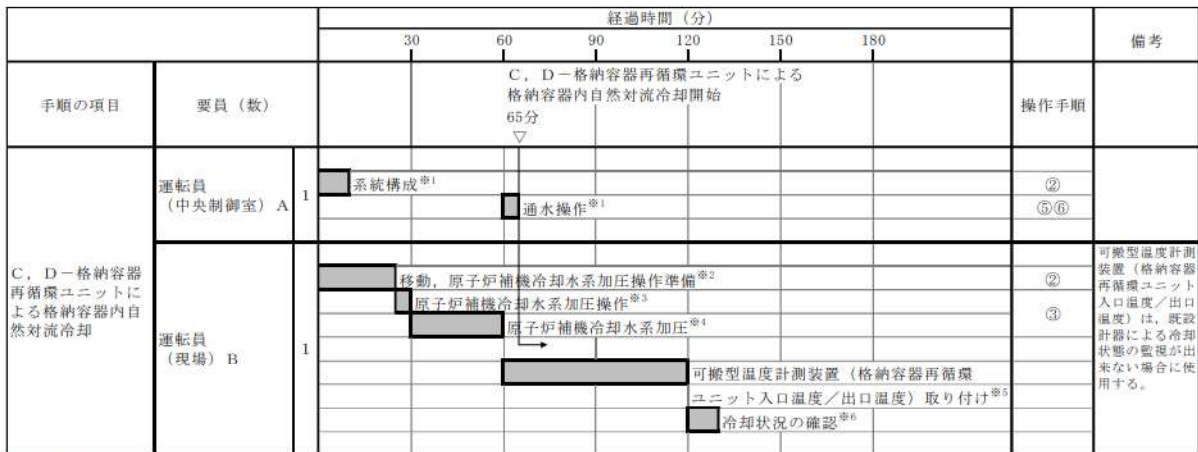 経過時間（分）
30 60 90 120 150 180
備考
手順の項目
要員（数）
C，D－格納容器再循環ユニットによる
格納容器内自然対流冷却開始
65分
▽
操作手順
運転員
（中央制御室）A
1
系統構成※1
②
通水操作※1
⑤⑥
C，D－格納容器
再循環ユニットに
よる格納容器内自
然対流冷却
運転員
（現場）B
1
移動，原子炉補機冷却水系加圧操作準備※2
②
原子炉補機冷却水系加圧操作※3
③
原子炉補機冷却水系加圧※4
可搬型温度計測装置（格納容器再循環
ユニット入口温度／出口温度）取り付け※5
冷却状況の確認※6
可搬型温度計測
装置（格納容器
再循環ユニット
入口温度／出口
温度）は，既設
計器による冷却
状態の監視が出
来ない場合に使
用する。